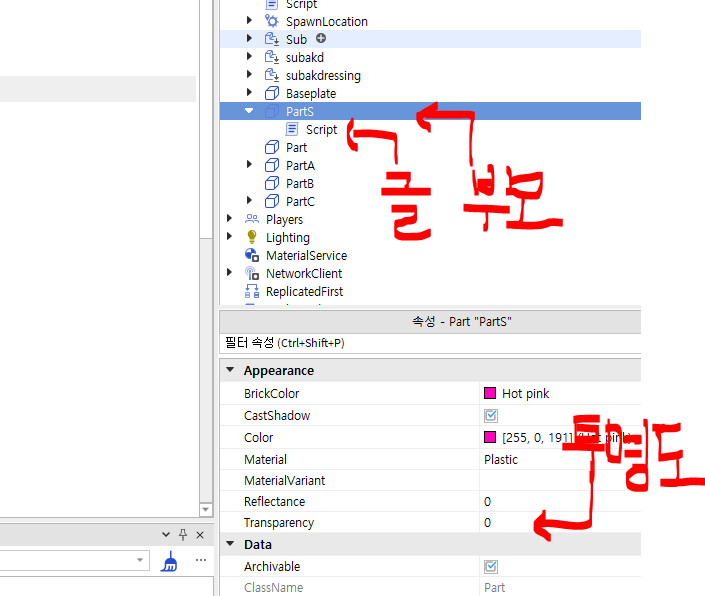 Script
SpawnLocation
Sub
subakd
subakdressing
Baseplate
PartS
Script
Part
PartA
PartB
PartC
글 부모
Players
Lighting
MaterialService
NetworkClient
ReplicatedFirst
속성 - Part "PartS"
필터 속성 (Ctrl+Shift+P)
Appearance
BrickColor Hot pink
CastShadow
Color [255, 0, 191] (Hot pink)
투명도
Material Plastic
MaterialVariant
Reflectance 0
Transparency 0
Data
Archivable
ClassName Part